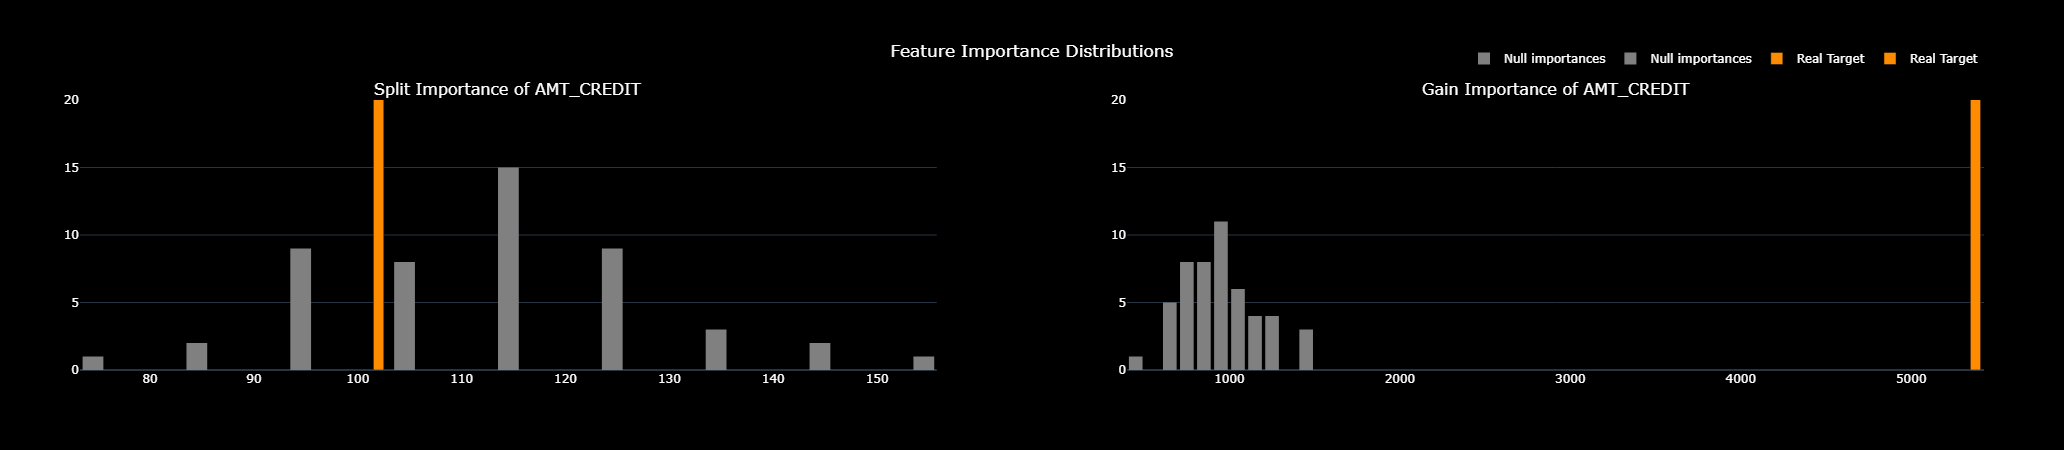 Feature Importance Distributions
Null importances Null importances Real Target Real Target
Split Importance of AMT_CREDIT
20
15
10
5
0
80 90 100 110 120 130 140 150
Gain Importance of AMT_CREDIT
20
15
10
5
0
1000 2000 3000 4000 5000